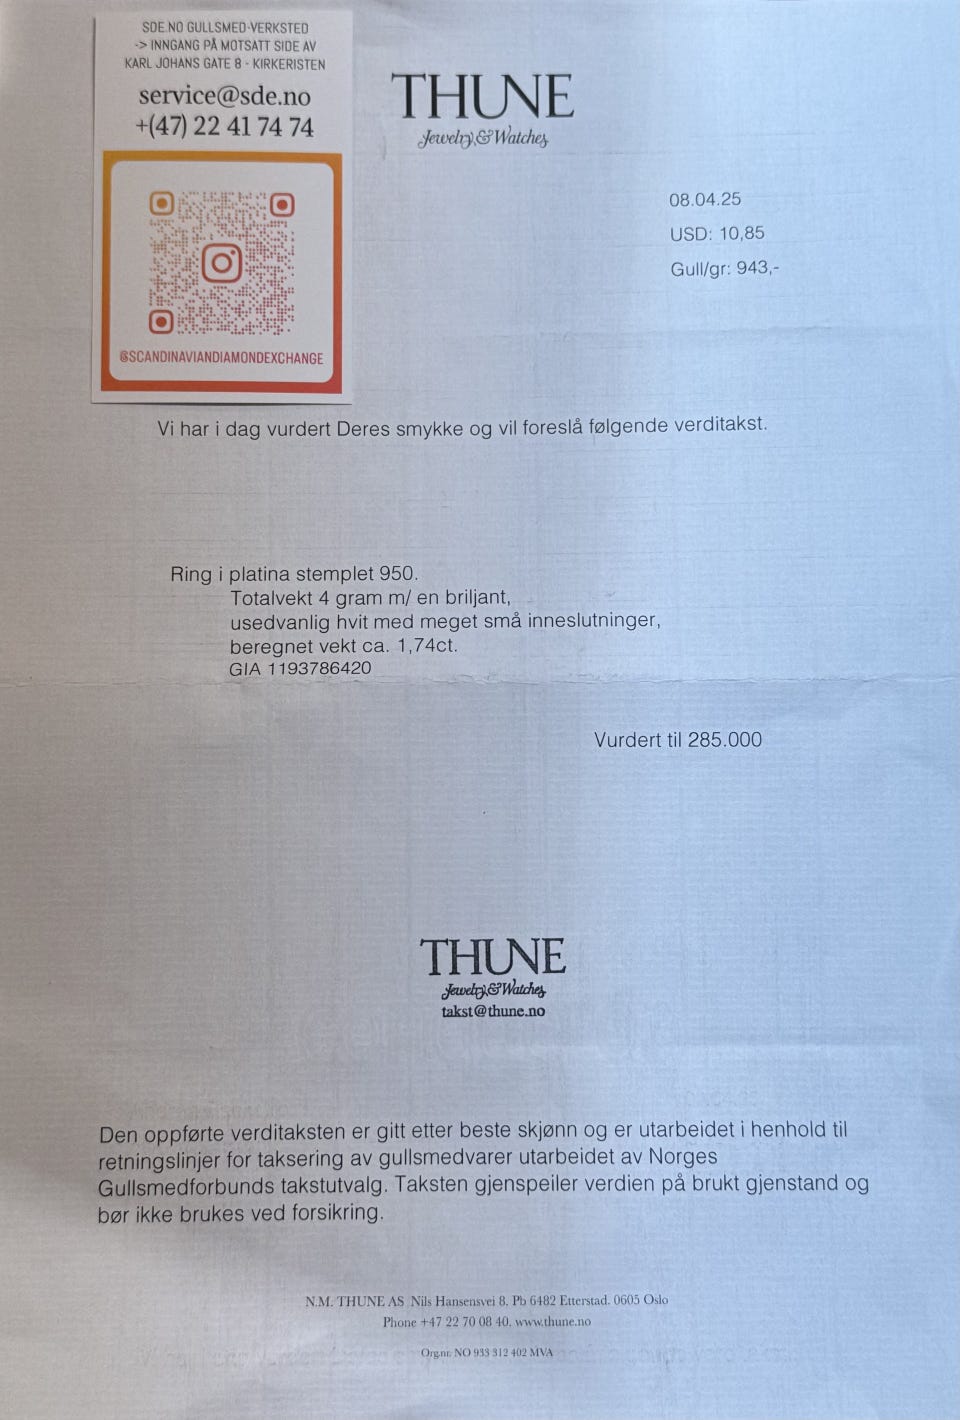 SDE.NO GULLSMED-VERKSTED
-> INNGANG PÅ MOTSATT SIDE AV
KARL JOHANS GATE 8 - KIRKERISTEN
service@sde.no
+(47) 22 41 74 74
@SCANDINAVIANDIAMONDEXCHANGE
THUNE
Jewelry & Watches
08.04.25
USD: 10,85
Gull/gr: 943,-
Vi har i dag vurdert Deres smykke og vil foreslå følgende verditakst.
Ring i platina stemplet 950.
Totalvekt 4 gram m/ en briljant,
usedvanlig hvit med meget små inneslutninger,
beregnet vekt ca. 1,74ct.
GIA 1193786420
Vurdert til 285.000
THUNE
Jewelry & Watches
takst@thune.no
Den oppførte verditaksten er gitt etter beste skjønn og er utarbeidet i henhold til
retningslinjer for taksering av gullsmedvarer utarbeidet av Norges
Gullsmedforbunds takstutvalg. Taksten gjenspeiler verdien på brukt gjenstand og
bør ikke brukes ved forsikring.
N.M. THUNE AS Nils Hansensvei 8. Pb 6482 Etterstad. 0605 Oslo
Phone +47 22 70 08 40. www.thune.no
Org.nr. NO 933 312 402 MVA